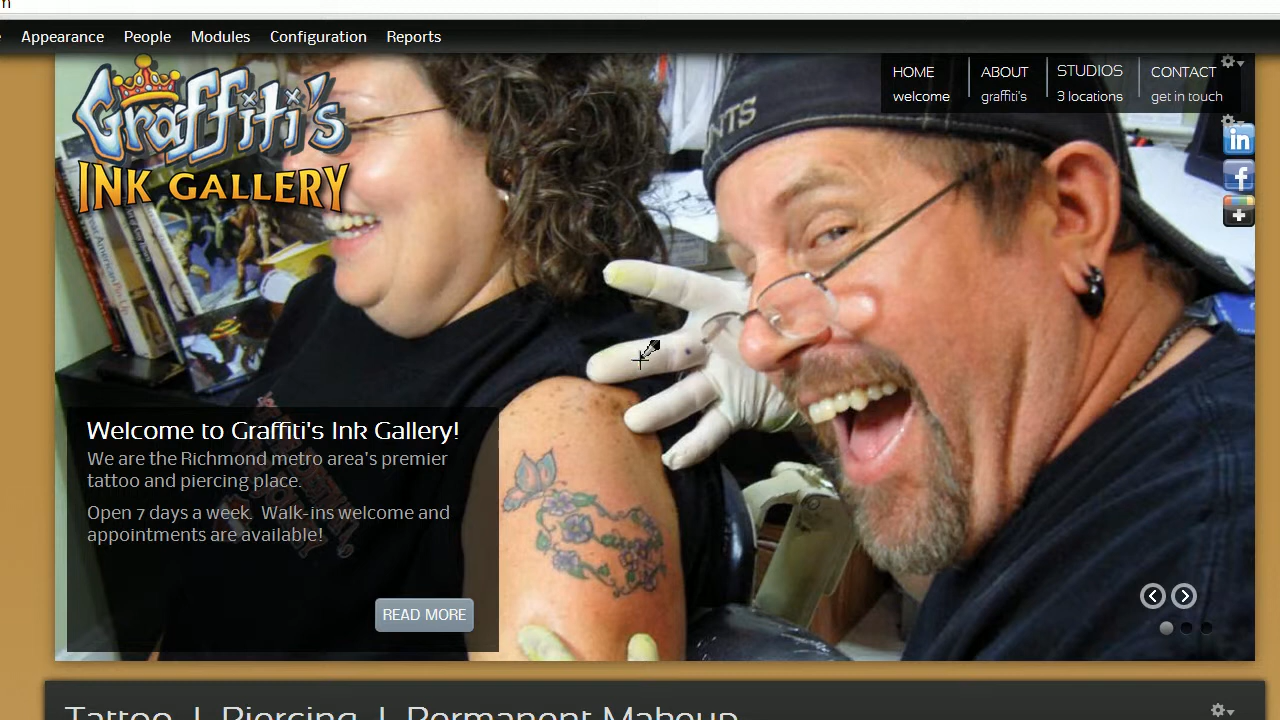 Appearance People Modules Configuration Reports
Graffiti's
INK GALLERY
HOME ABOUT STUDIOS CONTACT
welcome graffiti's 3 locations get in touch
NTS
in
f
Welcome to Graffiti's Ink Gallery!
We are the Richmond metro area's premier
tattoo and piercing place.
Open 7 days a week. Walk-ins welcome and
appointments are available!
READ MORE
Tattoo | Piercing | Permanent Makeup